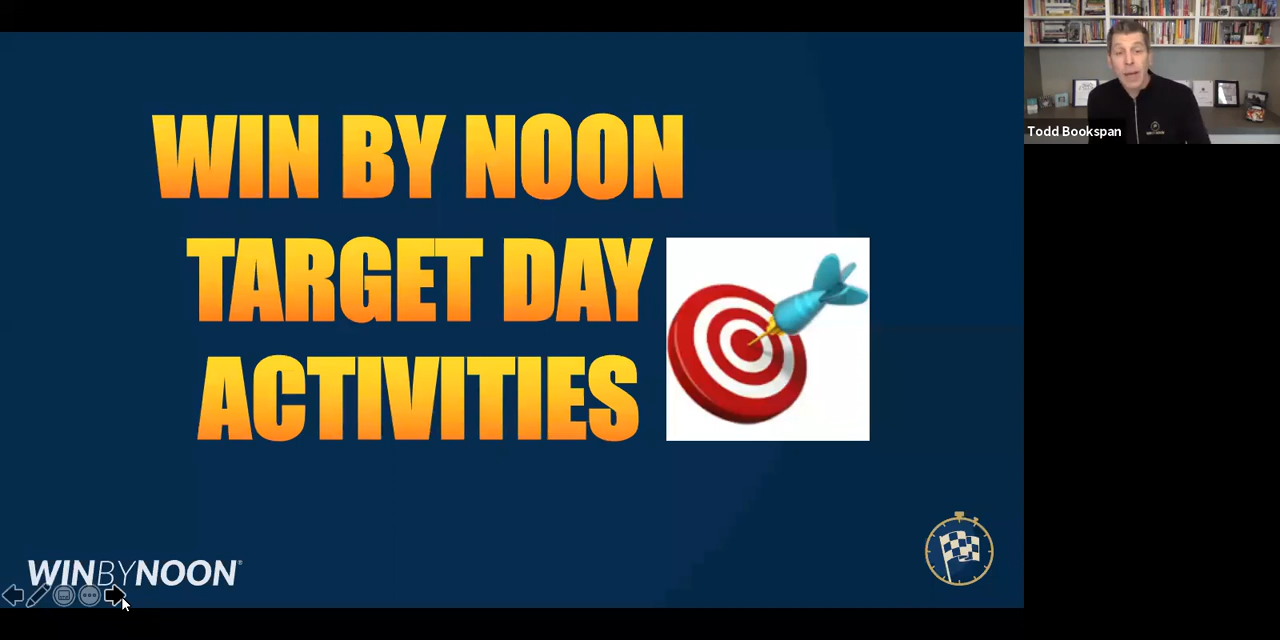 WIN BY NOON
TARGET DAY
ACTIVITIES
WINBYNOON®
Todd Bookspan